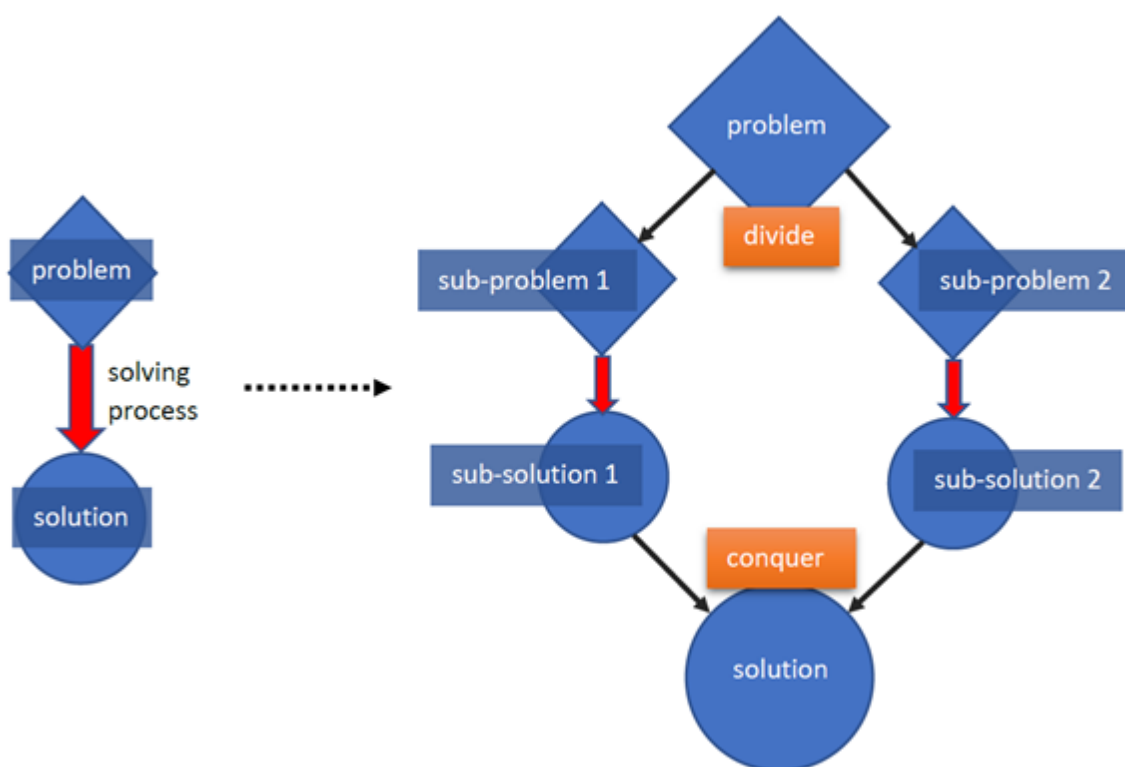 problem
solving
process
solution
problem
divide
sub-problem 1
sub-problem 2
sub-solution 1
sub-solution 2
conquer
solution